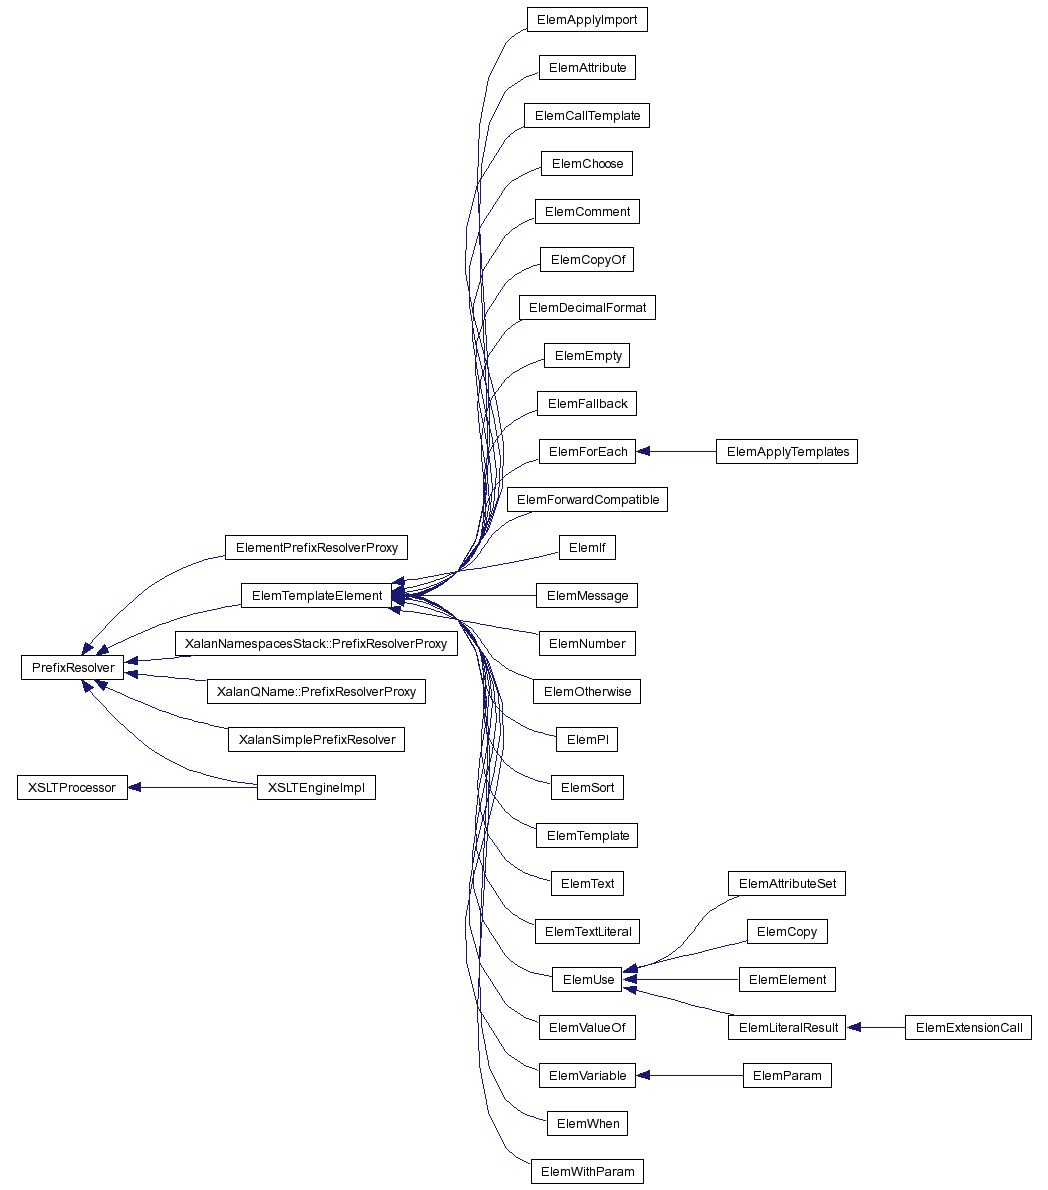 ElemApplyImport
ElemAttribute
ElemCallTemplate
ElemChoose
ElemComment
ElemCopyOf
ElemDecimalFormat
ElemEmpty
ElemFallback
ElemForEach
ElemApplyTemplates
ElemForwardCompatible
ElementPrefixResolverProxy
ElemIf
ElemTemplateElement
ElemMessage
XalanNamespacesStack::PrefixResolverProxy
ElemNumber
PrefixResolver
XalanQName::PrefixResolverProxy
ElemOtherwise
XalanSimplePrefixResolver
ElemPI
XSLTProcessor
XSLTEngineImpl
ElemSort
ElemTemplate
ElemText
ElemAttributeSet
ElemTextLiteral
ElemCopy
ElemUse
ElemElement
ElemValueOf
ElemLiteralResult
ElemExtensionCall
ElemVariable
ElemParam
ElemWhen
ElemWithParam